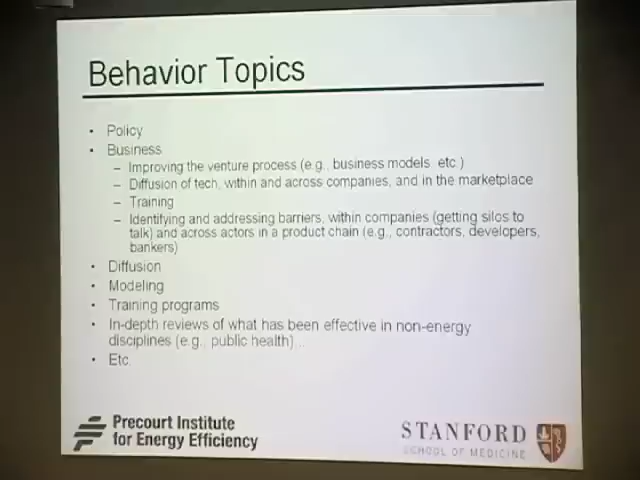 Behavior Topics
• Policy
• Business
– Improving the venture process (e.g., business models etc.)
– Diffusion of tech, within and across companies, and in the marketplace
– Training
– Identifying and addressing barriers, within companies (getting silos to
talk) and across actors in a product chain (e.g., contractors, developers,
bankers)
• Diffusion
• Modeling
• Training programs
• In-depth reviews of what has been effective in non-energy
disciplines (e.g., public health)...
• Etc.
Precourt Institute
for Energy Efficiency
STANFORD
SCHOOL OF MEDICINE